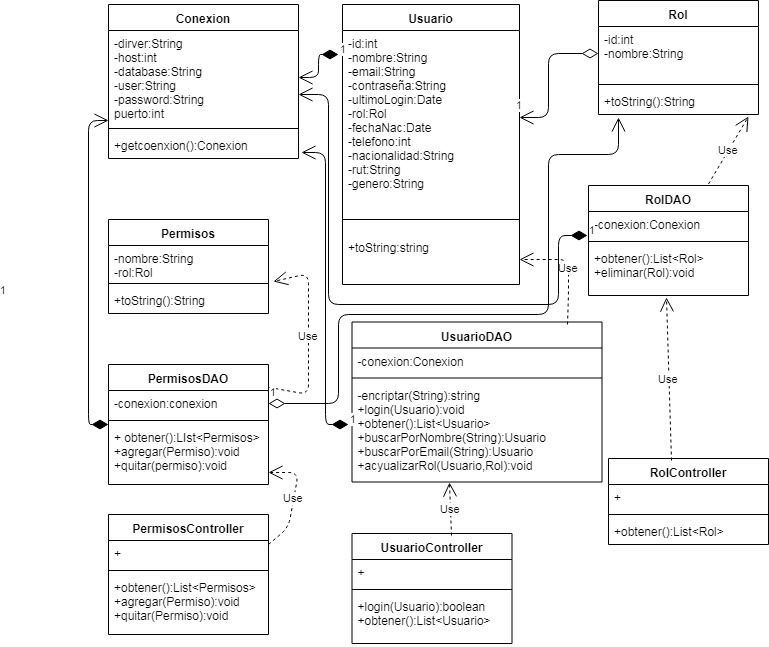 Conexion
-dirver:String
-host:int
-database:String
-user:String
-password:String
puerto:int
+getcoenxion():Conexion
1
Usuario
-id:int
-nombre:String
-email:String
-contraseña:String
-ultimoLogin:Date
-rol:Rol
-fechaNac:Date
-telefono:int
-nacionalidad:String
-rut:String
-genero:String
+toString:string
1
Rol
-id:int
-nombre:String
+toString():String
Use
RolDAO
-conexion:Conexion
+obtener():List<Rol>
+eliminar(Rol):void
1
Permisos
-nombre:String
-rol:Rol
+toString():String
1
Use
Use
UsuarioDAO
-conexion:Conexion
-encriptar(String):string
+login(Usuario):void
+obtener():List<Usuario>
+buscarPorNombre(String):Usuario
+buscarPorEmail(String):Usuario
+acyualizarRol(Usuario,Rol):void
1
PermisosDAO
-conexion:conexion
+ obtener():LIst<Permisos>
+agregar(Permiso):void
+quitar(permiso):void
1
Use
Use
Use
RolController
+
+obtener():List<Rol>
PermisosController
+
+obtener():List<Permisos>
+agregar(Permiso):void
+quitar(Permiso):void
UsuarioController
+
+login(Usuario):boolean
+obtener():List<Usuario>